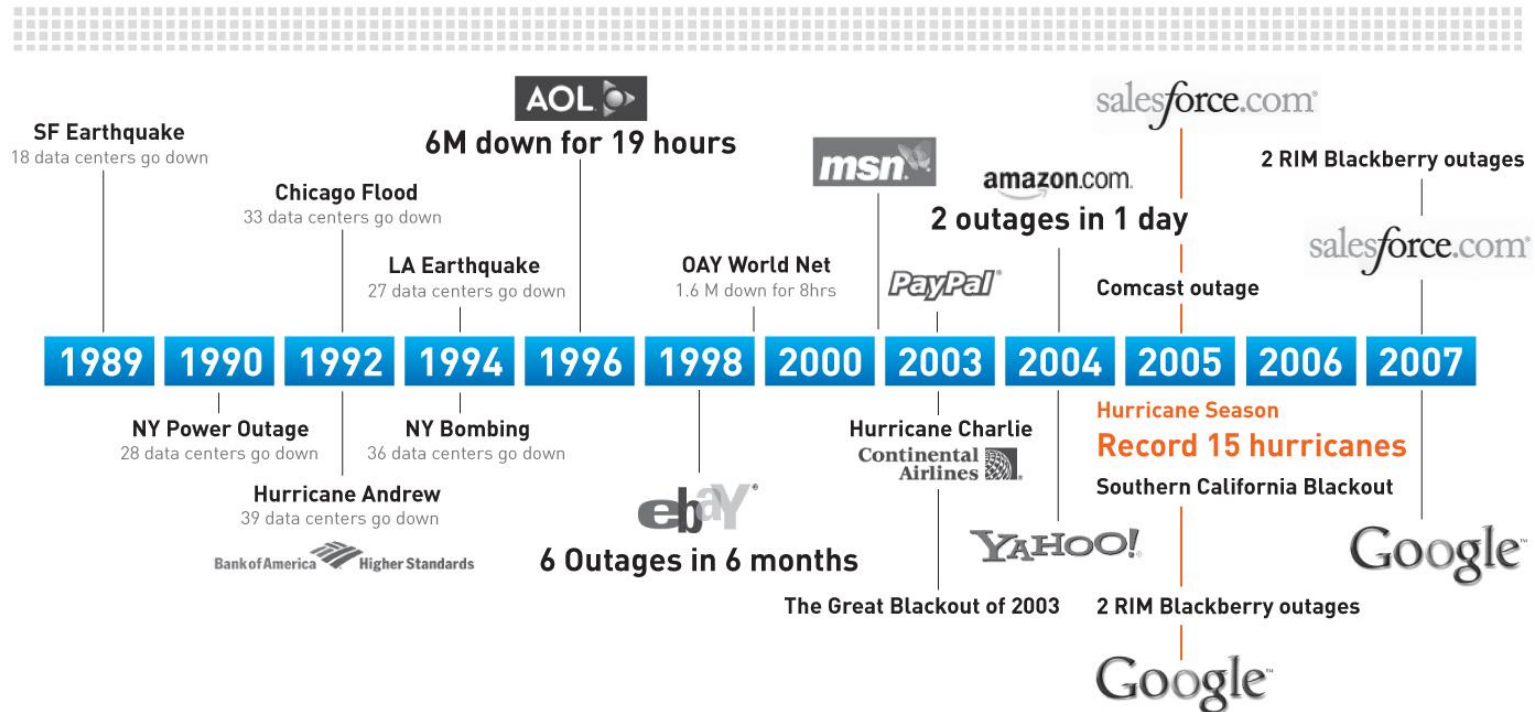 AOL
6M down for 19 hours
SF Earthquake
18 data centers go down
Chicago Flood
33 data centers go down
LA Earthquake
27 data centers go down
OAY World Net
1.6 M down for 8hrs
msn.
PayPal®
amazon.com.
2 outages in 1 day
salesforce.com®
Comcast outage
2 RIM Blackberry outages
salesforce.com®
1989 1990 1992 1994 1996 1998 2000 2003 2004 2005 2006 2007
NY Power Outage
28 data centers go down
Hurricane Andrew
39 data centers go down
Bank of America Higher Standards
NY Bombing
36 data centers go down
ebaY®
6 Outages in 6 months
Hurricane Charlie
Continental
Airlines
The Great Blackout of 2003
YAHOO!
Hurricane Season
Record 15 hurricanes
Southern California Blackout
2 RIM Blackberry outages
Google™
Google™